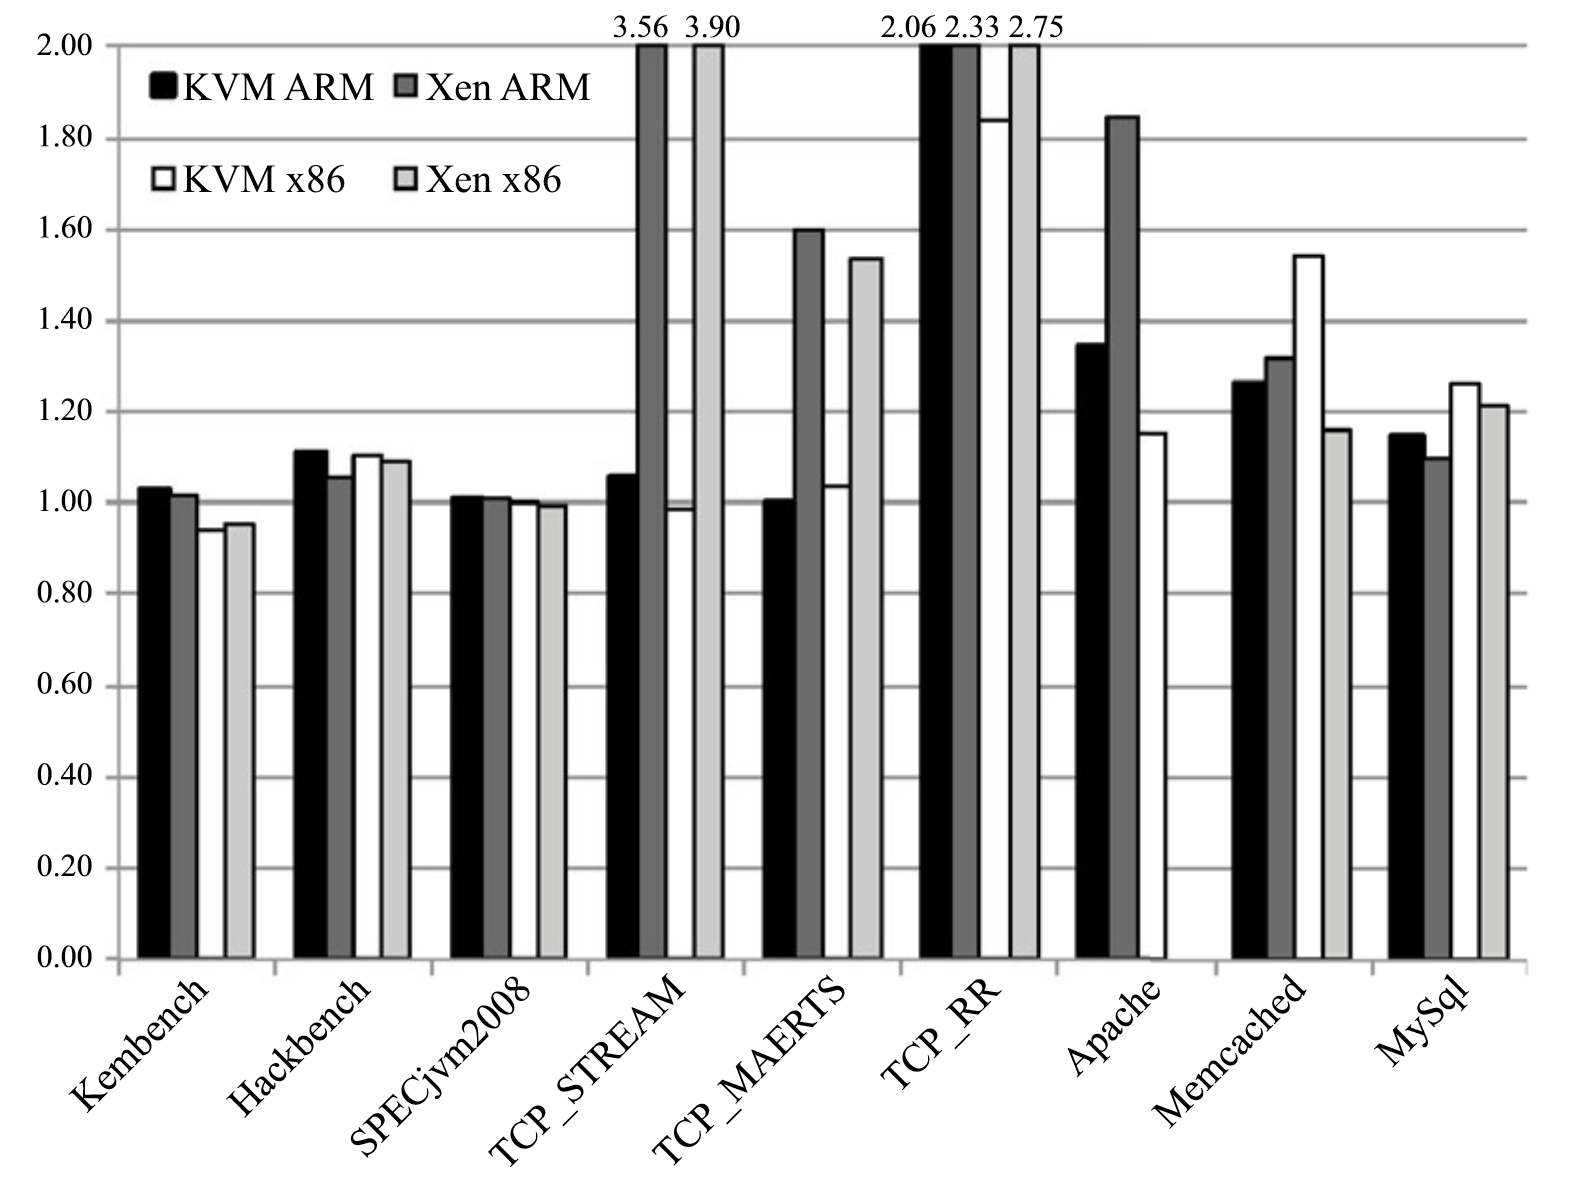 3.56 3.90 2.06 2.33 2.75
2.00
KVM ARM Xen ARM
1.80
KVM x86 Xen x86
1.60
1.40
1.20
1.00
0.80
0.60
0.40
0.20
0.00
Kembench
Hackbench
SPECjvm2008
TCP_STREAM
TCP_MAERTS
TCP_RR
Apache
Memcached
MySql